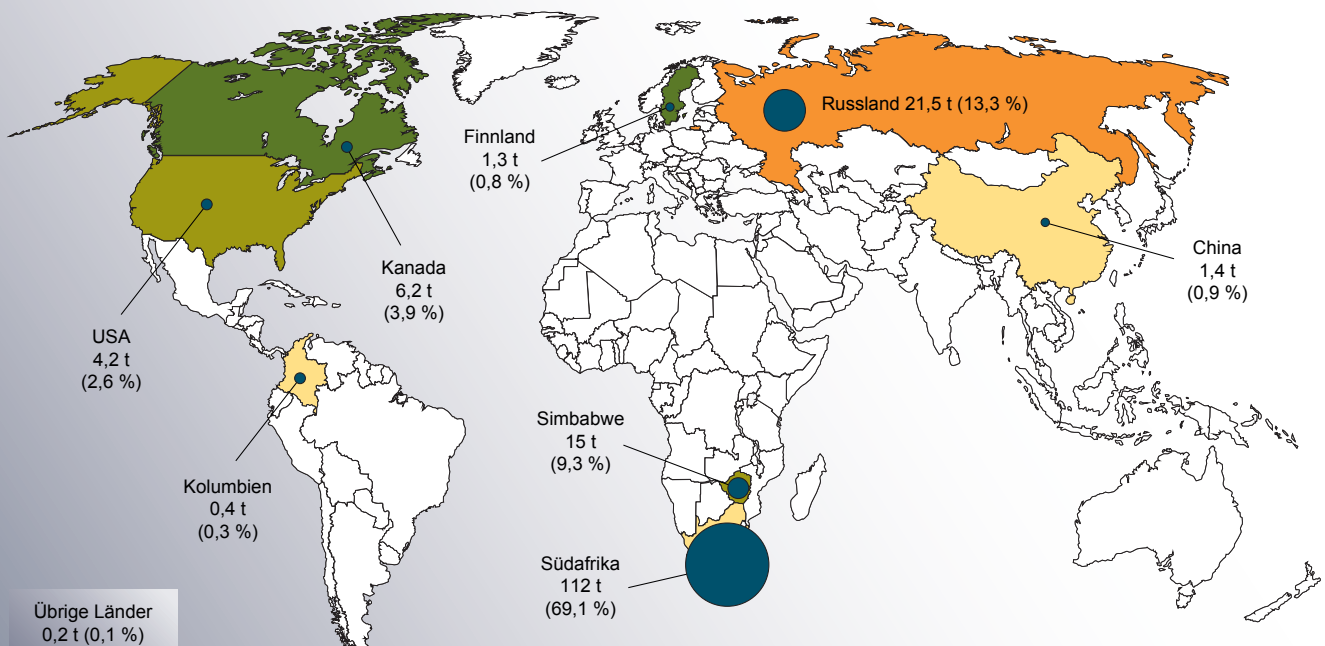 Russland 21,5 t (13,3 %)
Finnland
1,3 t
(0,8 %)
China
1,4 t
(0,9 %)
Kanada
6,2 t
(3,9 %)
USA
4,2 t
(2,6 %)
Simbabwe
15 t
(9,3 %)
Kolumbien
0,4 t
(0,3 %)
Südafrika
112 t
(69,1 %)
Übrige Länder
0,2 t (0,1 %)